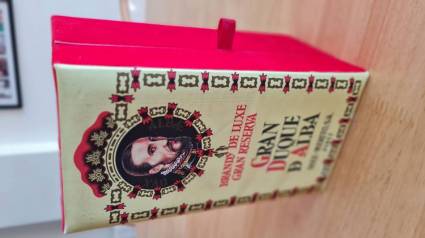 BRANDY DE LUXE
GRAN RESERVA
GRAN
DUQUE
D'ALBA